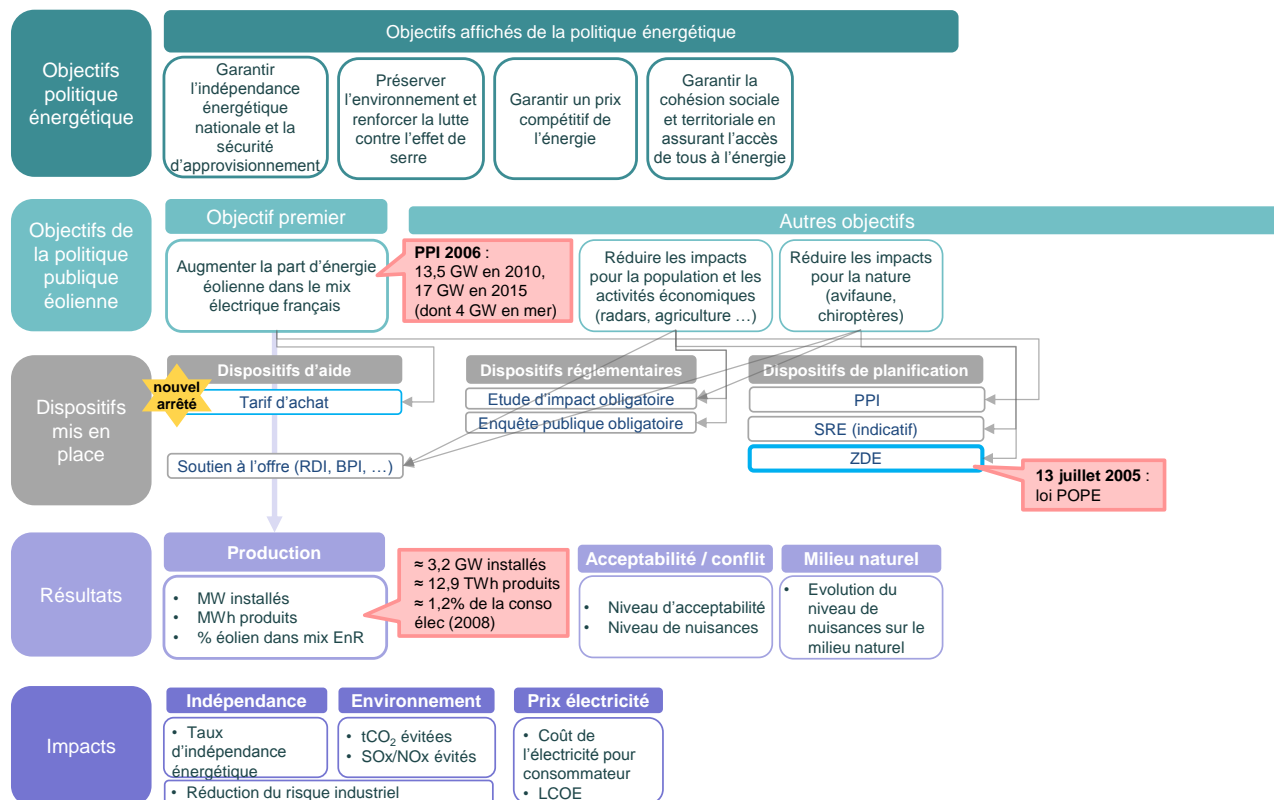 Objectifs
politique
énergétique
Objectifs affichés de la politique énergétique
Garantir
l’indépendance
énergétique
nationale et la
sécurité
d’approvisionnement
Préserver
l’environnement et
renforcer la lutte
contre l’effet de
serre
Garantir un prix
compétitif de
l’énergie
Garantir la
cohésion sociale
et territoriale en
assurant l’accès
de tous à l’énergie
Objectifs de
la politique
publique
éolienne
Objectif premier
Autres objectifs
Augmenter la part d’énergie
éolienne dans le mix
électrique français
PPI 2006 :
13,5 GW en 2010,
17 GW en 2015
(dont 4 GW en mer)
Réduire les impacts
pour la population et les
activités économiques
(radars, agriculture …)
Réduire les impacts
pour la nature
(avifaune,
chiroptères)
Dispositifs
mis en
place
Dispositifs d’aide
nouvel
arrêté
Tarif d’achat
Soutien à l’offre (RDI, BPI, …)
Dispositifs réglementaires
Etude d’impact obligatoire
Enquête publique obligatoire
Dispositifs de planification
PPI
SRE (indicatif)
ZDE
13 juillet 2005 :
loi POPE
Résultats
Production
• MW installés
• MWh produits
• % éolien dans mix EnR
≈ 3,2 GW installés
≈ 12,9 TWh produits
≈ 1,2% de la conso
élec (2008)
Acceptabilité / conflit
• Niveau d’acceptabilité
• Niveau de nuisances
Milieu naturel
• Evolution du
niveau de
nuisances sur le
milieu naturel
Impacts
Indépendance
• Taux
d’indépendance
énergétique
Environnement
• tCO₂ évitées
• SOx/NOx évités
• Réduction du risque industriel
Prix électricité
• Coût de
l’électricité pour
consommateur
• LCOE